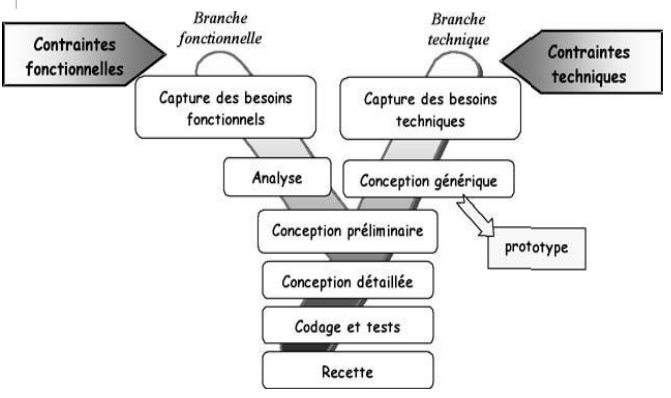 Branche
fonctionnelle
Branche
technique
Contraintes
fonctionnelles
Contraintes
techniques
Capture des besoins
fonctionnels
Capture des besoins
techniques
Analyse
Conception générique
Conception préliminaire
prototype
Conception détaillée
Codage et tests
Recette